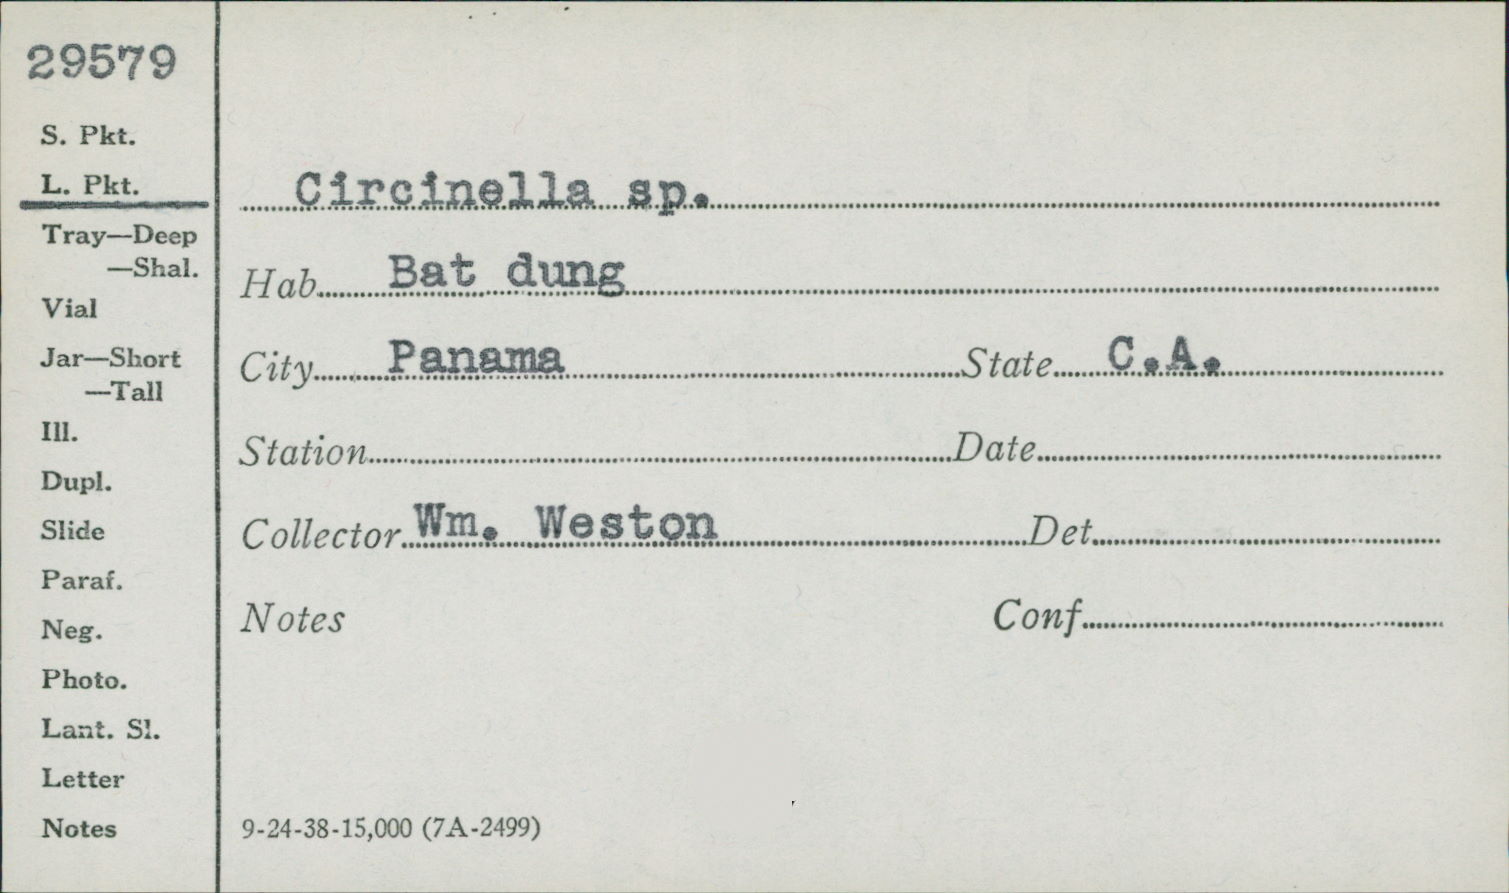 29579
S. Pkt.
L. Pkt.
Tray—Deep
—Shal.
Vial
Jar—Short
—Tall
Ill.
Dupl.
Slide
Paraf.
Neg.
Photo.
Lant. Sl.
Letter
Notes
Circinella sp.
Hab. Bat dung
City Panama State C.A.
Station Date
Collector Wm. Weston Det.
Notes Conf.
9-24-38-15,000 (7A-2499)